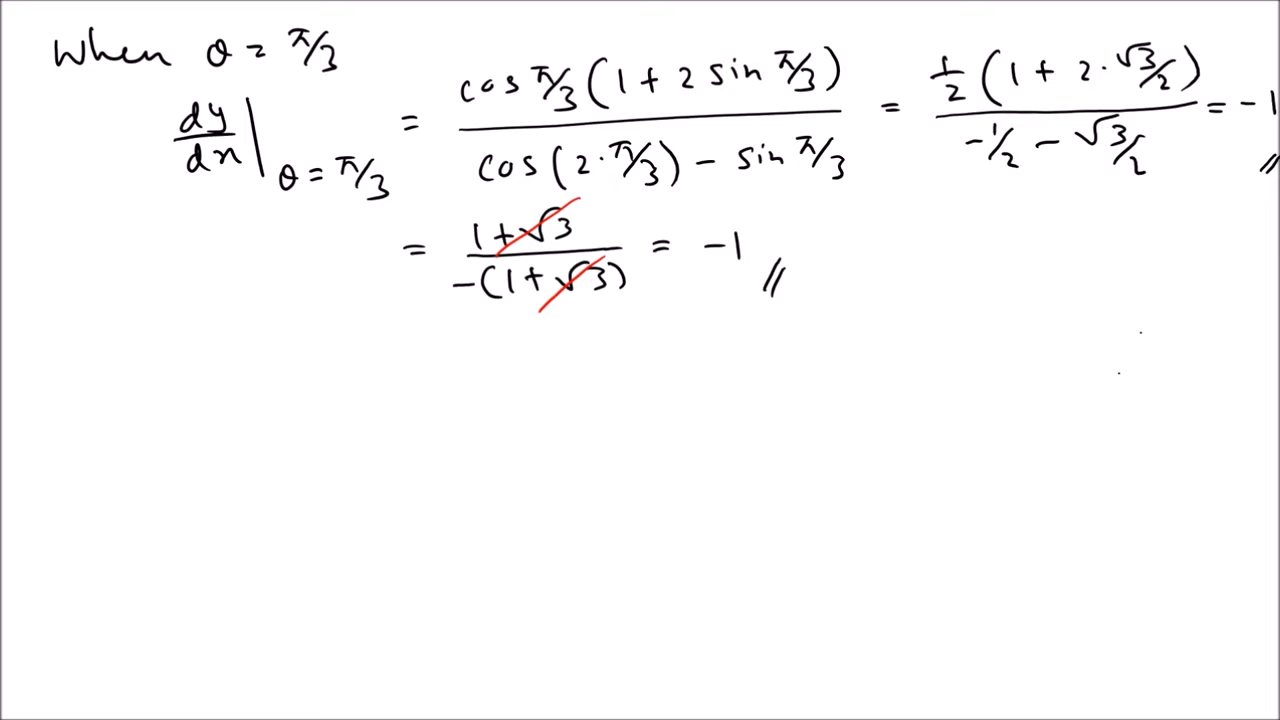 When θ = π/3
dy/dx |θ = π/3 = cos π/3 (1 + 2 sin π/3) / cos(2·π/3) − sin π/3 = 1/2 (1 + 2·√3/2) / −1/2 − √3/2 = −1 //
= 1 + √3 / −(1 + √3) = −1 //